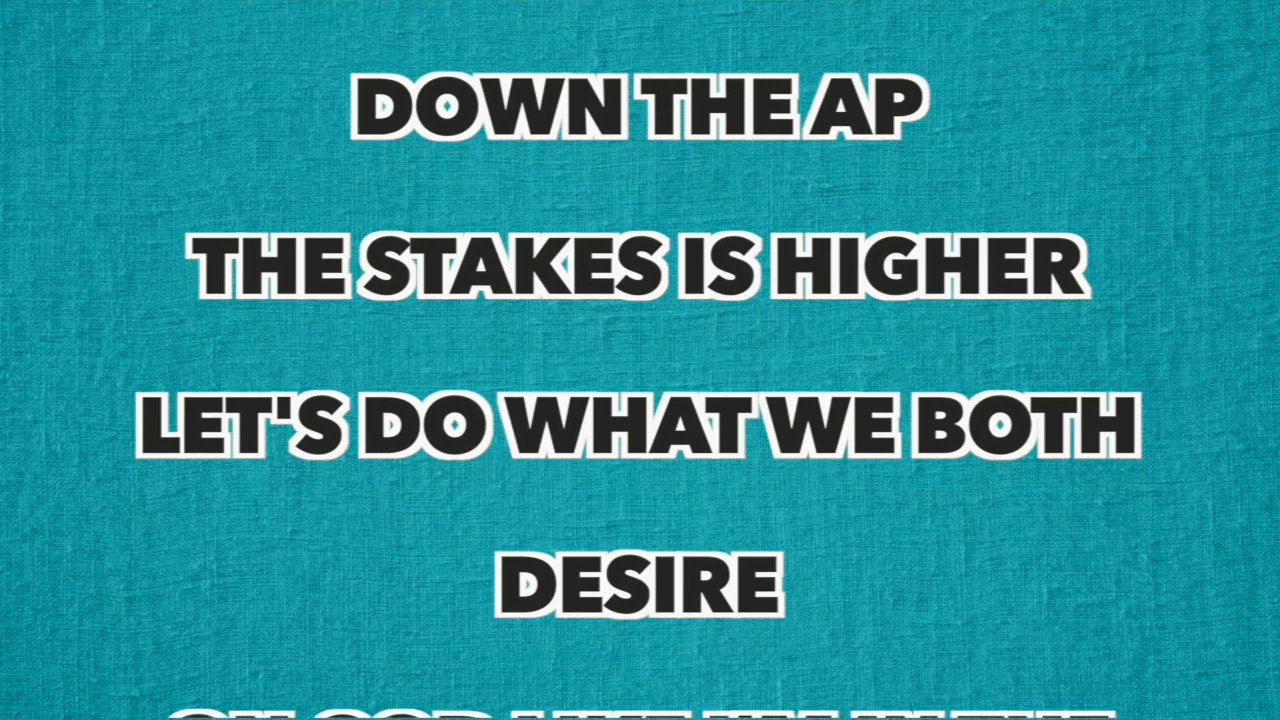 DOWN THE AP
THE STAKES IS HIGHER
LET'S DO WHAT WE BOTH
DESIRE